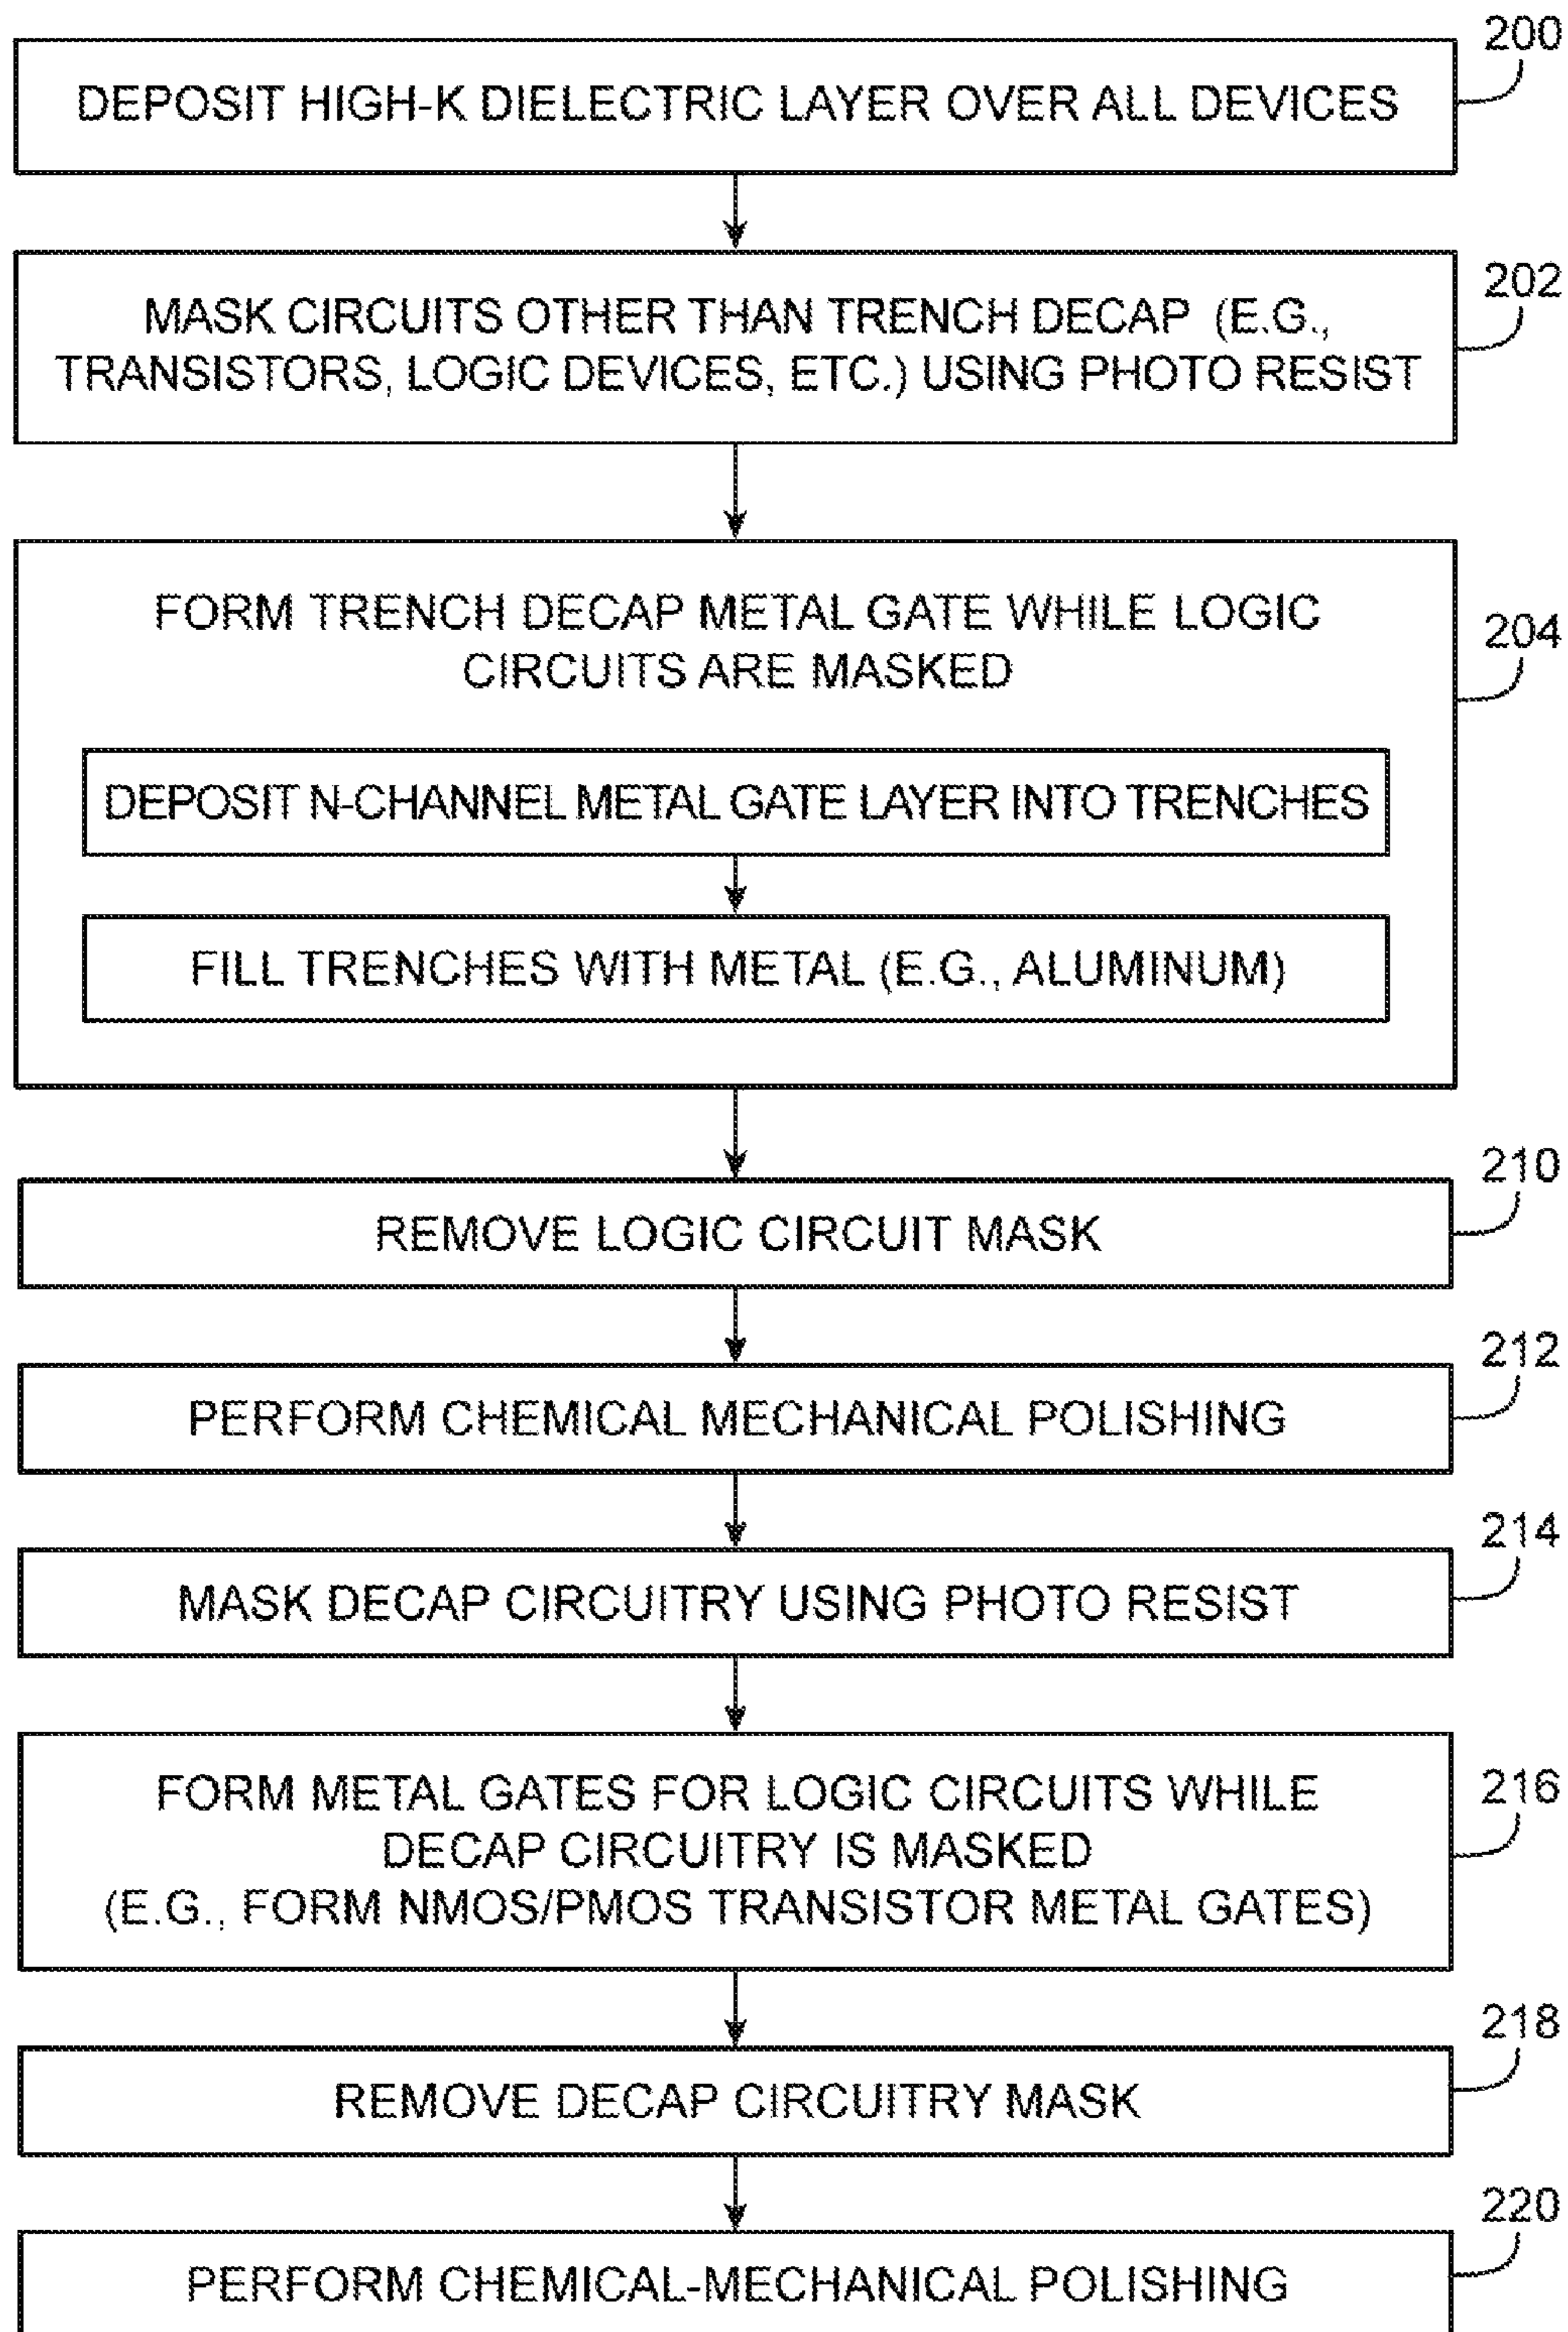 200
DEPOSIT HIGH-K DIELECTRIC LAYER OVER ALL DEVICES
202
MASK CIRCUITS OTHER THAN TRENCH DECAP (E.G.,
TRANSISTORS, LOGIC DEVICES, ETC.) USING PHOTO RESIST
204
FORM TRENCH DECAP METAL GATE WHILE LOGIC
CIRCUITS ARE MASKED
DEPOSIT N-CHANNEL METAL GATE LAYER INTO TRENCHES
FILL TRENCHES WITH METAL (E.G., ALUMINUM)
210
REMOVE LOGIC CIRCUIT MASK
212
PERFORM CHEMICAL MECHANICAL POLISHING
214
MASK DECAP CIRCUITRY USING PHOTO RESIST
216
FORM METAL GATES FOR LOGIC CIRCUITS WHILE
DECAP CIRCUITRY IS MASKED
(E.G., FORM NMOS/PMOS TRANSISTOR METAL GATES)
218
REMOVE DECAP CIRCUITRY MASK
220
PERFORM CHEMICAL-MECHANICAL POLISHING